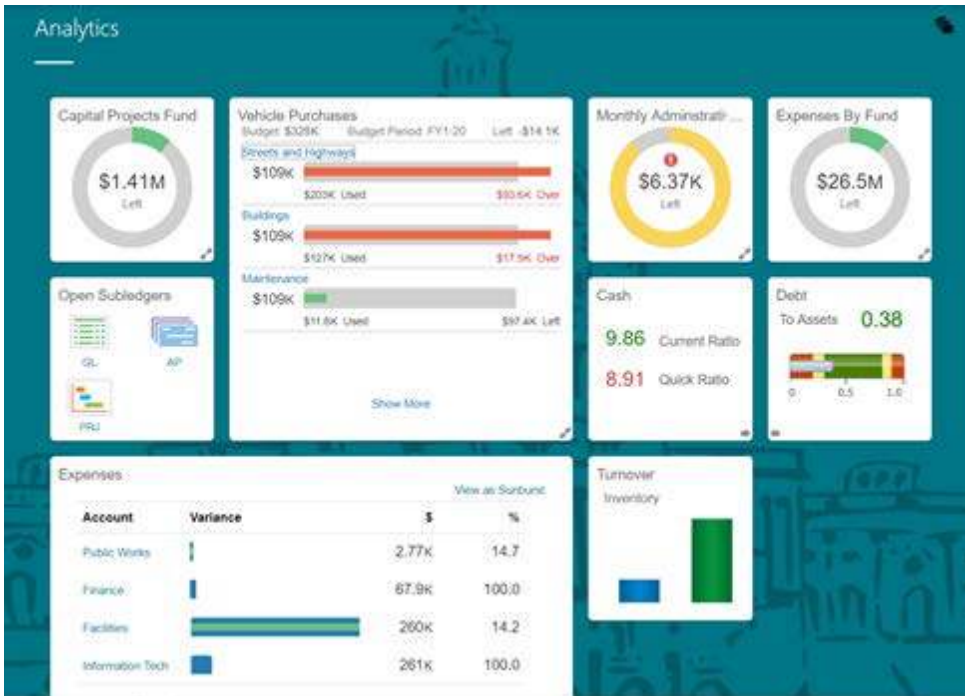 Analytics
Capital Projects Fund
$1.41M
Left
Vehicle Purchases
Budget $328K Budget Period FY1-20 Left -$14.1K
Streets and Highways
$109K
$203K Used $93.6K Over
Buildings
$109K
$127K Used $17.9K Over
Maintenance
$109K
$11.8K Used $97.4K Left
Show More
Monthly Adminstrati ...
$6.37K
Left
Expenses By Fund
$26.5M
Left
Open Subledgers
GL
AP
PRJ
Cash
9.86 Current Ratio
8.91 Quick Ratio
Debt
To Assets 0.38
0 0.5 1.0
Expenses
View as Sunburst
Account Variance $ %
Public Works 2.77K 14.7
Finance 67.9K 100.0
Facilities 260K 14.2
Information Tech 261K 100.0
Turnover
Inventory